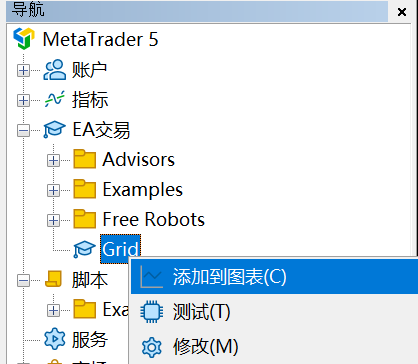 导航
MetaTrader 5
账户
指标
EA交易
Advisors
Examples
Free Robots
Grid
添加到图表(C)
脚本
测试(T)
Exa
服务
修改(M)